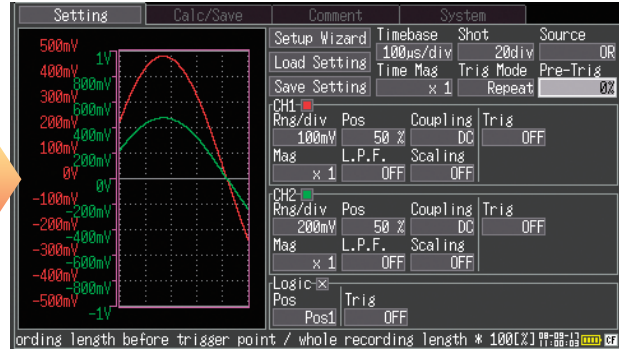 Setting Calc/Save Comment System
Setup Wizard
Load Setting
Save Setting
Timebase Shot Source
100µs/div 20div OR
Time Mag Trig Mode Pre-Trig
× 1 Repeat 0%
500mV
400mV
300mV
200mV
100mV
0V
-100mV
-200mV
-300mV
-400mV
-500mV
1V
800mV
600mV
400mV
200mV
0V
-200mV
-400mV
-600mV
-800mV
-1V
CH1
Rng/div Pos Coupling Trig
100mV 50 % DC OFF
Mag L.P.F. Scaling
× 1 OFF OFF
CH2
Rng/div Pos Coupling Trig
200mV 50 % DC OFF
Mag L.P.F. Scaling
× 1 OFF OFF
Logic
Pos Trig
Pos1 OFF
ording length before trigger point / whole recording length * 100[%]
CF